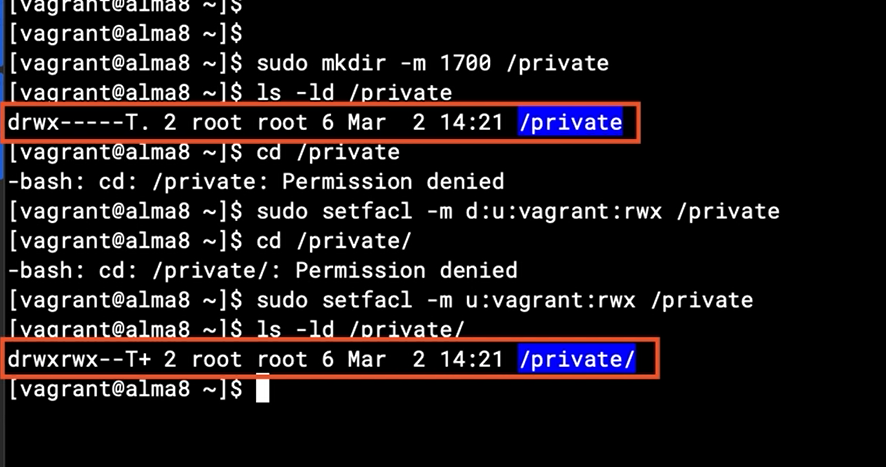 [vagrant@alma8 ~]$
[vagrant@alma8 ~]$
[vagrant@alma8 ~]$ sudo mkdir -m 1700 /private
[vagrant@alma8 ~]$ ls -ld /private
drwx-----T. 2 root root 6 Mar  2 14:21 /private
[vagrant@alma8 ~]$ cd /private
-bash: cd: /private: Permission denied
[vagrant@alma8 ~]$ sudo setfacl -m d:u:vagrant:rwx /private
[vagrant@alma8 ~]$ cd /private/
-bash: cd: /private/: Permission denied
[vagrant@alma8 ~]$ sudo setfacl -m u:vagrant:rwx /private
[vagrant@alma8 ~]$ ls -ld /private/
drwxrwx--T+ 2 root root 6 Mar  2 14:21 /private/
[vagrant@alma8 ~]$